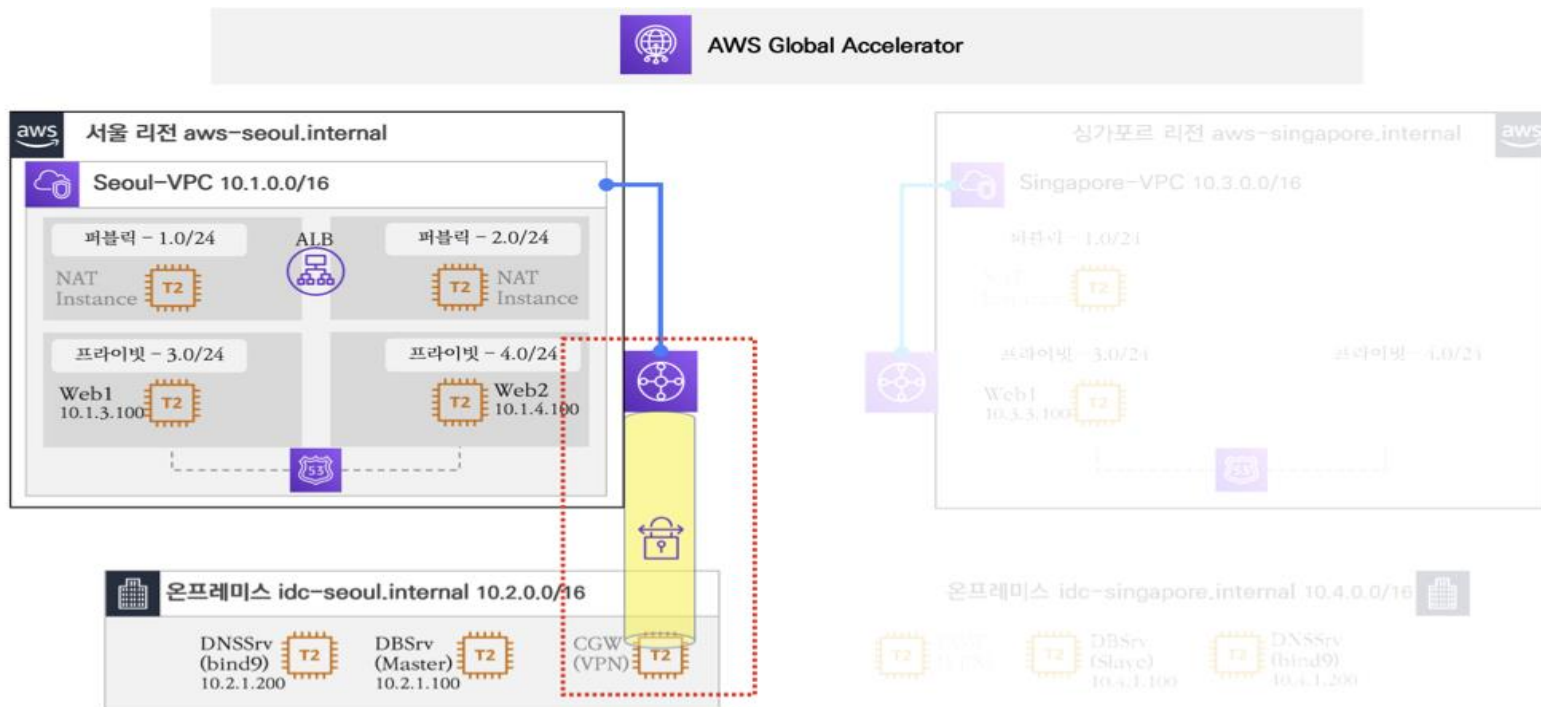 AWS Global Accelerator
aws
서울 리전 aws-seoul.internal
Seoul-VPC 10.1.0.0/16
퍼블릭 - 1.0/24
ALB
퍼블릭 - 2.0/24
NAT
Instance
T2
T2
NAT
Instance
프라이빗 - 3.0/24
프라이빗 - 4.0/24
Web1
10.1.3.100
T2
T2
Web2
10.1.4.100
53
온프레미스 idc-seoul.internal 10.2.0.0/16
DNSSrv
(bind9)
10.2.1.200
T2
DBSrv
(Master)
10.2.1.100
T2
CGW
(VPN)
T2
싱가포르 리전 aws-singapore.internal
aws
Singapore-VPC 10.3.0.0/16
퍼블릭 - 1.0/24
T2
프라이빗 - 3.0/24
프라이빗 - 4.0/24
Web1
10.3.3.100
T2
53
온프레미스 idc-singapore.internal 10.4.0.0/16
T2
DBSrv
(Slave)
10.4.1.100
T2
DNSSrv
(bind9)
10.4.1.200
T2